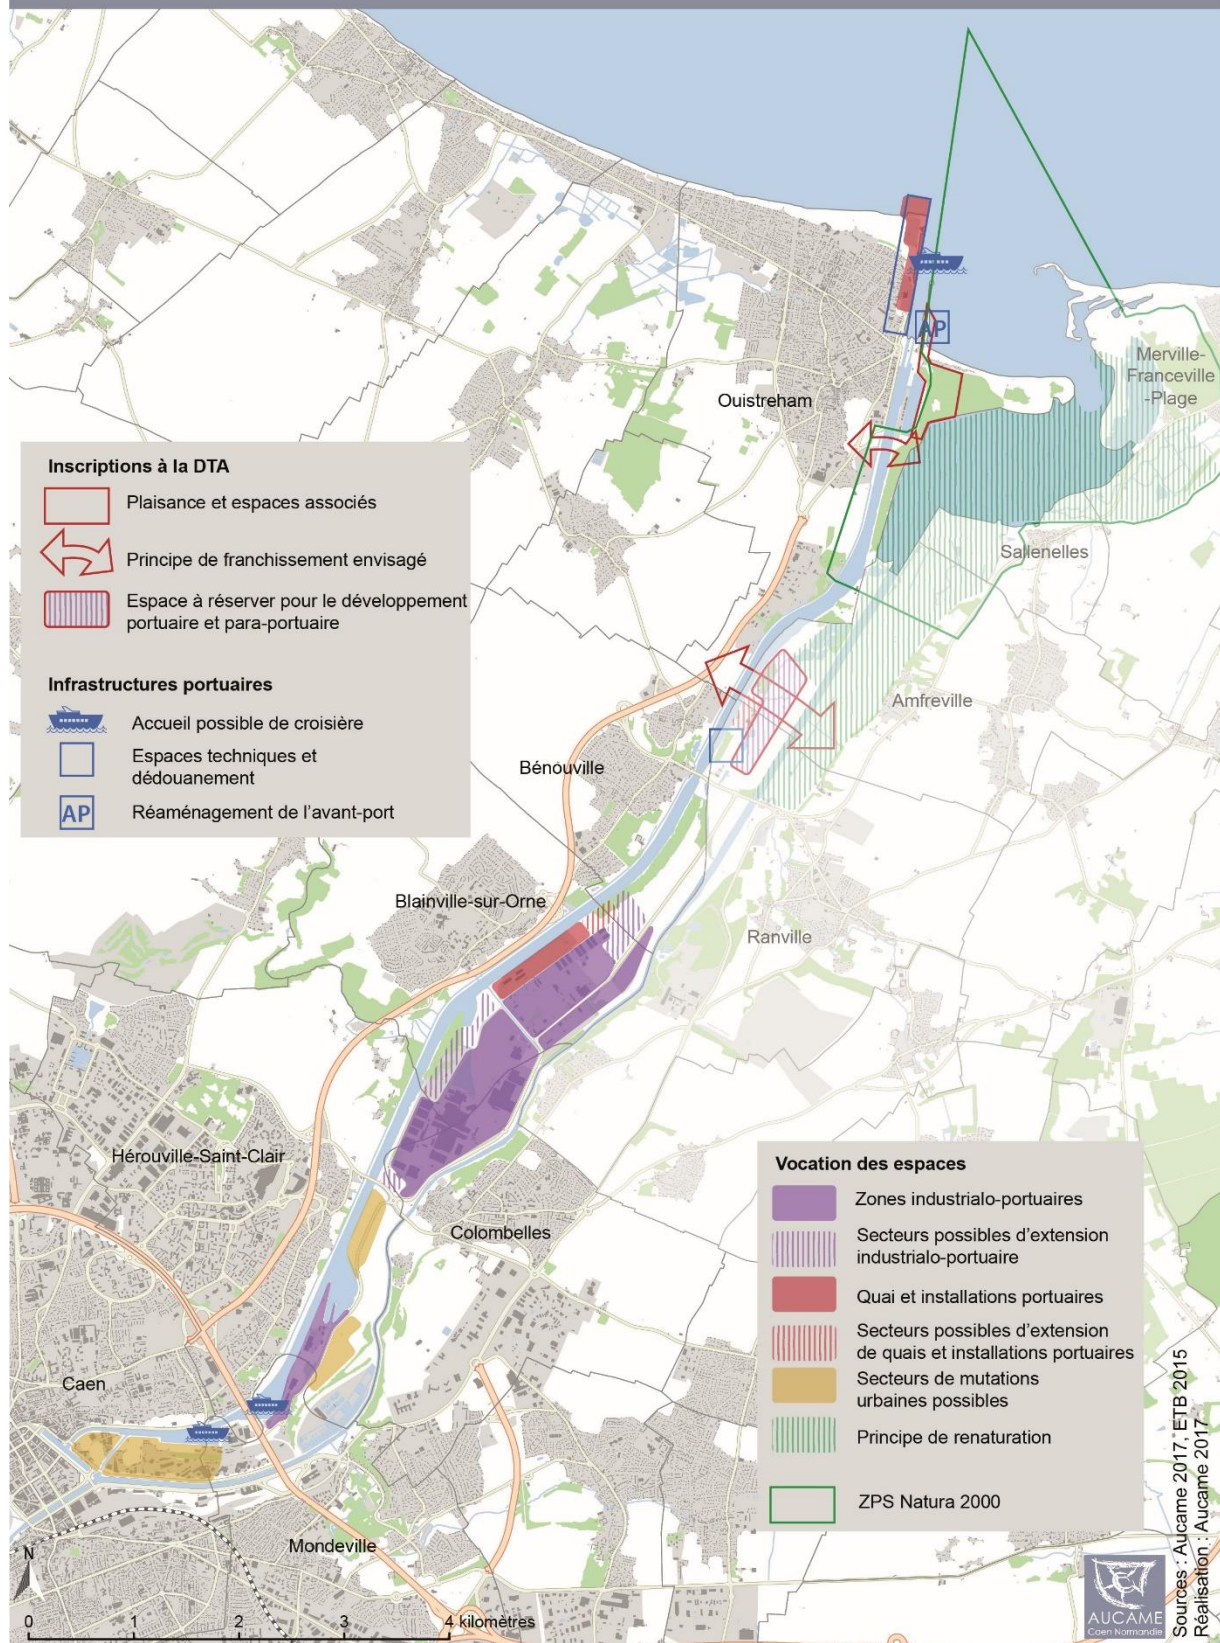 AP
Merville-
Franceville
-Plage
Ouistreham
Sallenelles
Inscriptions à la DTA
Plaisance et espaces associés
Principe de franchissement envisagé
Espace à réserver pour le développement
portuaire et para-portuaire
Infrastructures portuaires
Accueil possible de croisière
Espaces techniques et
dédouanement
AP
Réaménagement de l'avant-port
Amfreville
Bénouville
Blainville-sur-Orne
Ranville
Hérouville-Saint-Clair
Colombelles
Caen
Mondeville
Vocation des espaces
Zones industrialo-portuaires
Secteurs possibles d'extension
industrialo-portuaire
Quai et installations portuaires
Secteurs possibles d'extension
de quais et installations portuaires
Secteurs de mutations
urbaines possibles
Principe de renaturation
ZPS Natura 2000
N
0 1 2 3 4 kilomètres
AUCAME
Caen Normandie
Sources : Aucame 2017, ETB 2015
Réalisation : Aucame 2017